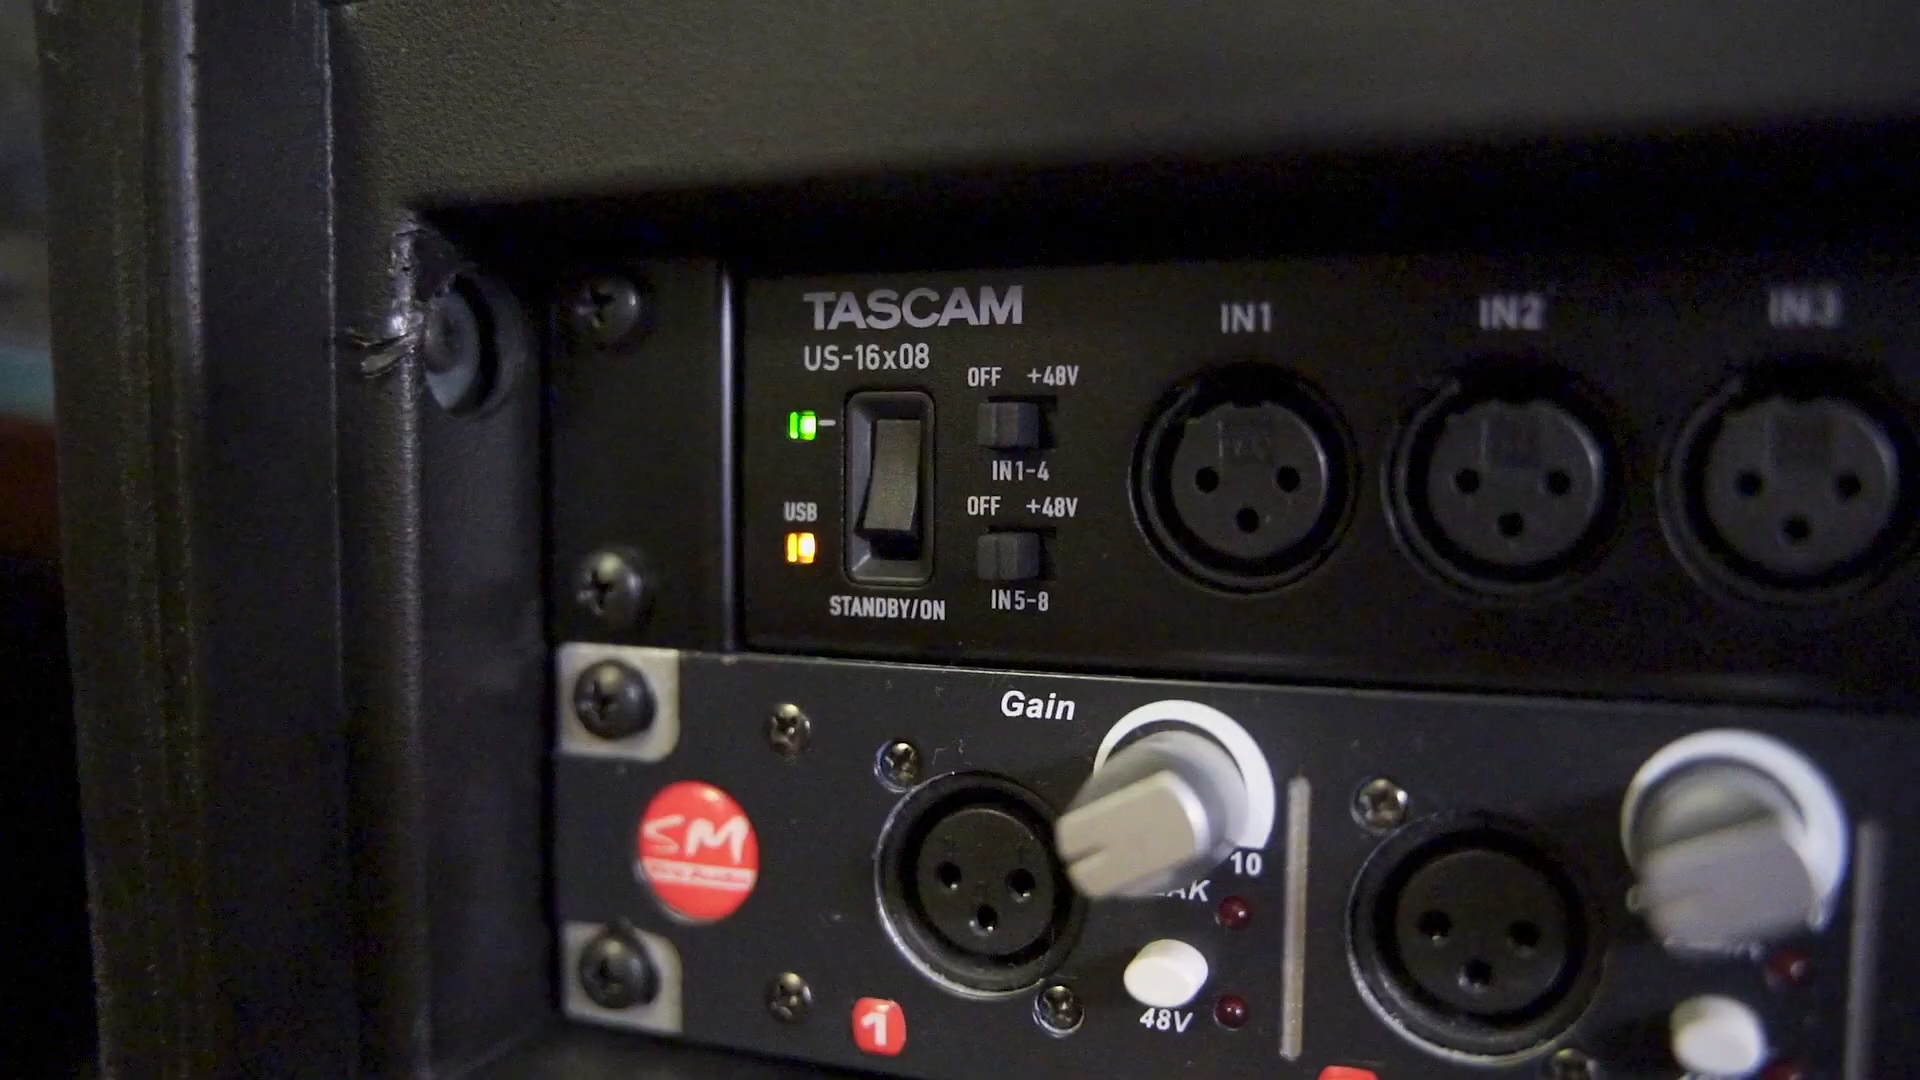 TASCAM
US-16x08
IN1
IN2
IN3
OFF +48V
IN1-4
USB
OFF +48V
IN5-8
STANDBY/ON
Gain
10
SM
48V
1